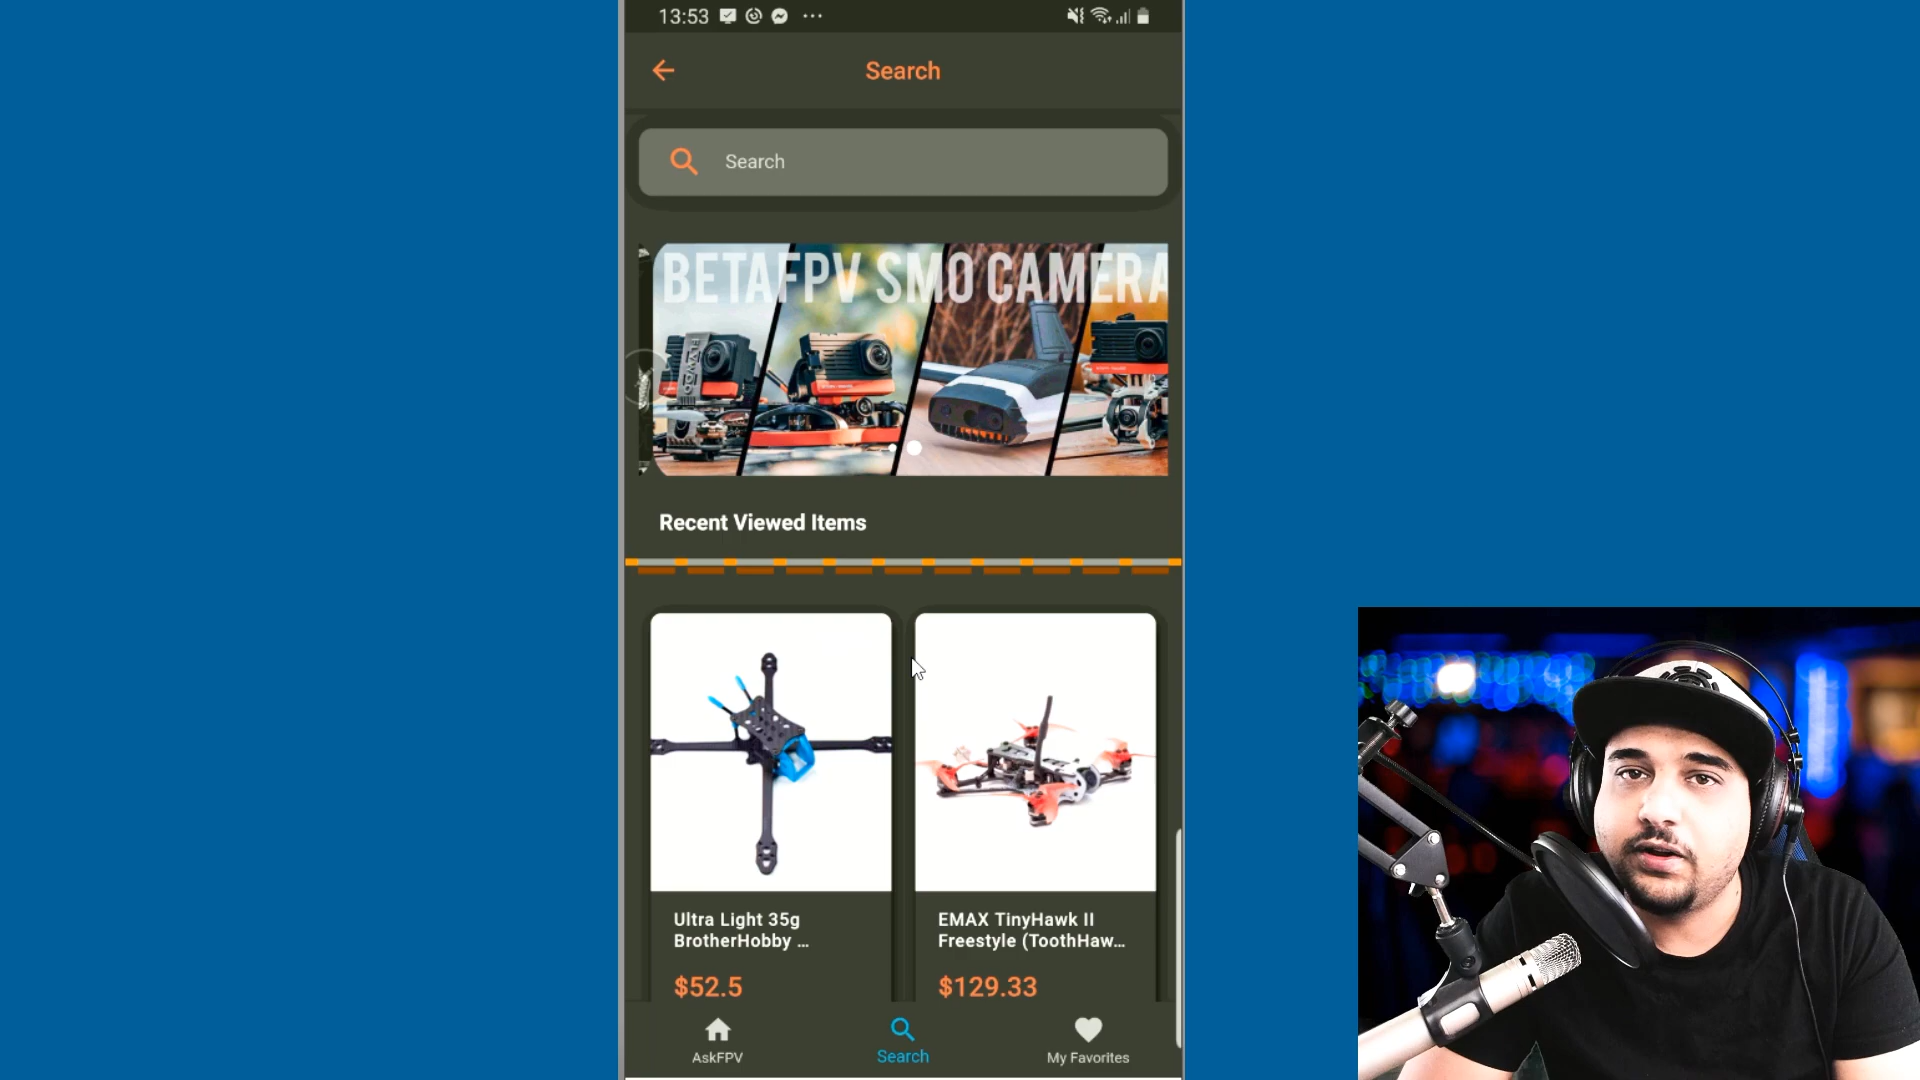 13:53
Search
Search
BETAFPV SMO CAMERA
Recent Viewed Items
Ultra Light 35g
BrotherHobby ...
$52.5
EMAX TinyHawk II
Freestyle (ToothHaw...
$129.33
AskFPV
Search
My Favorites